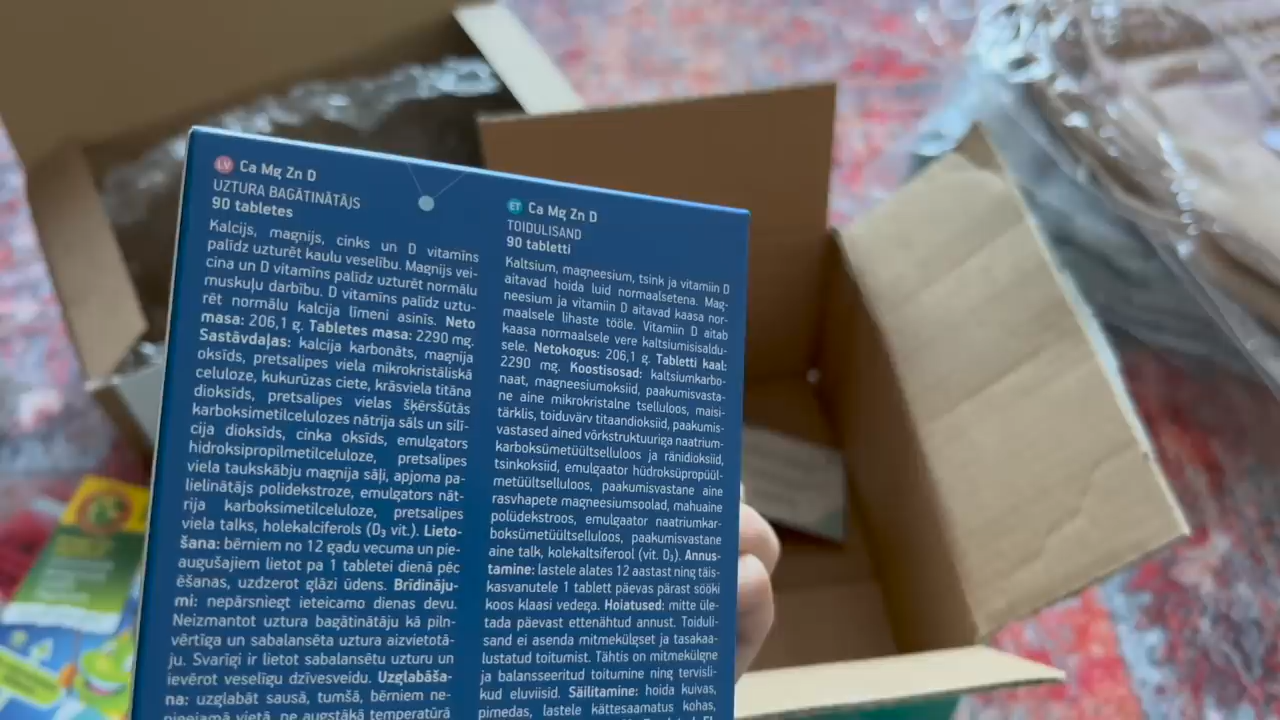 LV Ca Mg Zn D
UZTURA BAGĀTINĀTĀJS
90 tabletes
Kalcijs, magnijs, cinks un D vitamīns
palīdz uzturēt kaulu veselību. Magnijs vei-
cina un D vitamīns palīdz uzturēt normālu
muskuļu darbību. D vitamīns palīdz uztu-
rēt normālu kalcija līmeni asinīs. Neto
masa: 206,1 g. Tabletes masa: 2290 mg.
Sastāvdaļas: kalcija karbonāts, magnija
oksīds, pretsalipes viela mikrokristāliskā
celuloze, kukurūzas ciete, krāsviela titāna
dioksīds, pretsalipes vielas šķērssūtās
karboksimetilcelulozes nātrija sāls un silī-
cija dioksīds, cinka oksīds, emulgators
hidroksipropilmetilceluloze, pretsalipes
viela taukskābju magnija sāļi, apjoma pa-
lielinātājs polidekstroze, emulgators nāt-
rija karboksimetilceluloze, pretsalipes
viela talks, holekalciferols (D₃ vit.). Lieto-
šana: bērniem no 12 gadu vecuma un pie-
augušajiem lietot pa 1 tabletei dienā pēc
ēšanas, uzdzerot glāzi ūdens. Brīdināju-
mi: nepārsniegt ieteicamo dienas devu.
Neizmantot uztura bagātinātāju kā piln-
vērtīga un sabalansēta uztura aizvietotā-
ju. Svarīgi ir lietot sabalansētu uzturu un
ievērot veselīgu dzīvesveidu. Uzglabāša-
na: uzglabāt sausā, tumšā, bērniem ne-
pieejamā vietā, ne augstākā temperatūrā
ET Ca Mg Zn D
TOIDULISAND
90 tabletti
Kaltsium, magneesium, tsink ja vitamiin D
aitavad hoida luid normaalsetena. Mag-
neesium ja vitamiin D aitavad kaasa nor-
maalsele lihaste tööle. Vitamiin D aitab
kaasa normaalsele vere kaltsiumisisaldu-
sele. Netokogus: 206,1 g. Tabletti kaal:
2290 mg. Koostisosad: kaltsiumkarbo-
naat, magneesiumoksiid, paakumisvasta-
ne aine mikrokristalne tselluloos, maisi-
tärklis, toiduvärv titaandioksiid, paakumis-
vastased ained võrkstruktuuriga naatrium-
karboksümetüültselluloos ja ränidioksiid,
tsinkoksiid, emulgaator hüdroksüpropüül-
metüültselluloos, paakumisvastane aine
rasvhapete magneesiumsoolad, mahuaine
polüdekstroos, emulgaator naatriumkar-
boksümetüültselluloos, paakumisvastane
aine talk, kolekaltsiferool (vit. D₃). Annus-
tamine: lastele alates 12 aastast ning täis-
kasvanutele 1 tablett päevas pärast sööki
koos klaasi vedega. Hoiatused: mitte üle-
tada päevast ettenähtud annust. Toiduli-
sand ei asenda mitmekülgset ja tasakaa-
lustatud toitumist. Tähtis on mitmekülgne
ja balansseeritud toitumine ning tervisli-
kud eluviisid. Säilitamine: hoida kuivas,
pimedas, lastele kättesaamatus kohas,